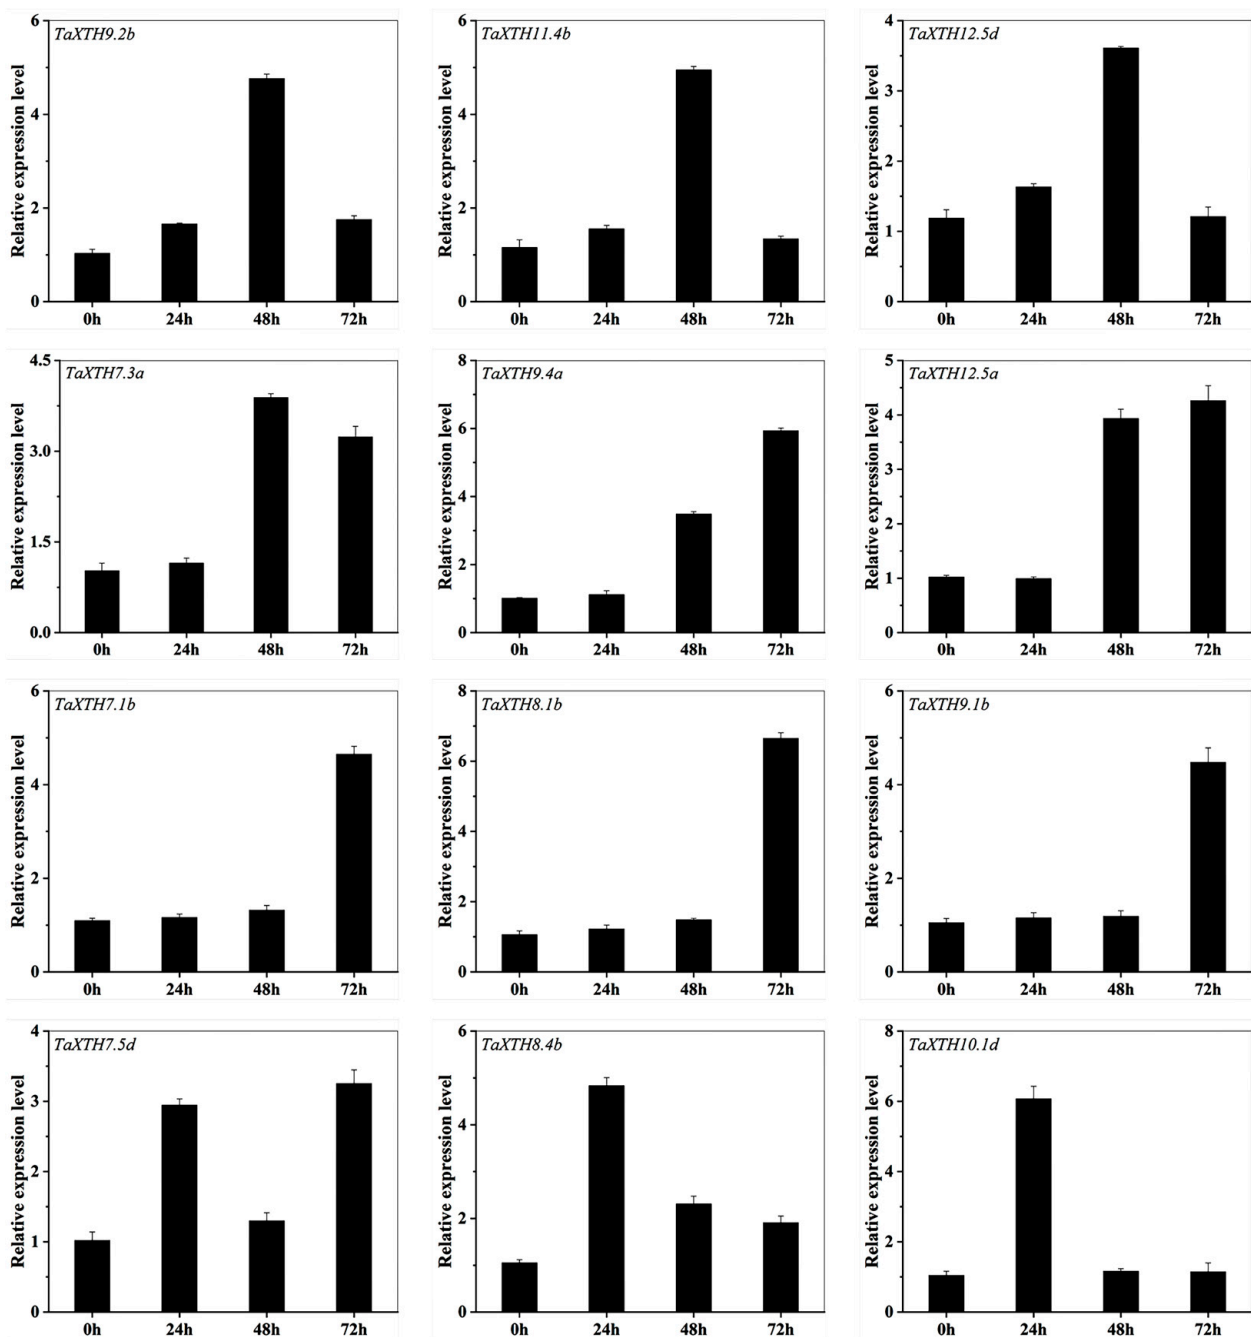 TaXTH9.2b
Relative expression level
6
4
2
0
0h 24h 48h 72h
TaXTH11.4b
Relative expression level
6
4
2
0
0h 24h 48h 72h
TaXTH12.5d
Relative expression level
4
3
2
1
0
0h 24h 48h 72h
TaXTH7.3a
Relative expression level
4.5
3.0
1.5
0.0
0h 24h 48h 72h
TaXTH9.4a
Relative expression level
8
6
4
2
0
0h 24h 48h 72h
TaXTH12.5a
Relative expression level
5
4
3
2
1
0
0h 24h 48h 72h
TaXTH7.1b
Relative expression level
6
4
2
0
0h 24h 48h 72h
TaXTH8.1b
Relative expression level
8
6
4
2
0
0h 24h 48h 72h
TaXTH9.1b
Relative expression level
6
4
2
0
0h 24h 48h 72h
TaXTH7.5d
Relative expression level
4
3
2
1
0
0h 24h 48h 72h
TaXTH8.4b
Relative expression level
6
4
2
0
0h 24h 48h 72h
TaXTH10.1d
Relative expression level
8
6
4
2
0
0h 24h 48h 72h